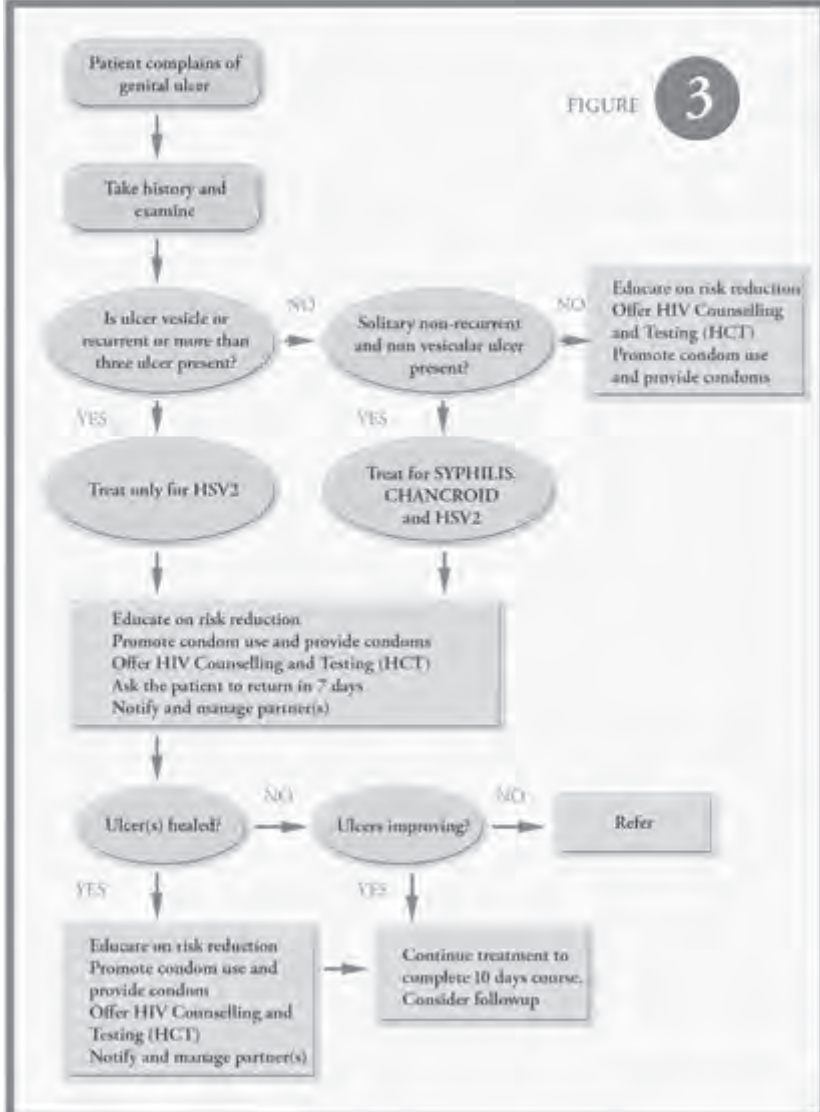 FIGURE 3
Patient complains of
genital ulcer
Take history and
examine
Is ulcer vesicle or
recurrent or more than
three ulcer present?
NO
Solitary non-recurrent
and non vesicular ulcer
present?
NO
Educate on risk reduction
Offer HIV Counselling
and Testing (HCT)
Promote condom use
and provide condoms
YES
YES
Treat only for HSV2
Treat for SYPHILIS
CHANCROID
and HSV2
Educate on risk reduction
Promote condom use and provide condoms
Offer HIV Counselling and Testing (HCT)
Ask the patient to return in 7 days
Notify and manage partner(s)
Ulcer(s) healed?
NO
Ulcers improving?
NO
Refer
YES
YES
Educate on risk reduction
Promote condom use and
provide condom
Offer HIV Counselling and
Testing (HCT)
Notify and manage partner(s)
Continue treatment to
complete 10 days course.
Consider followup